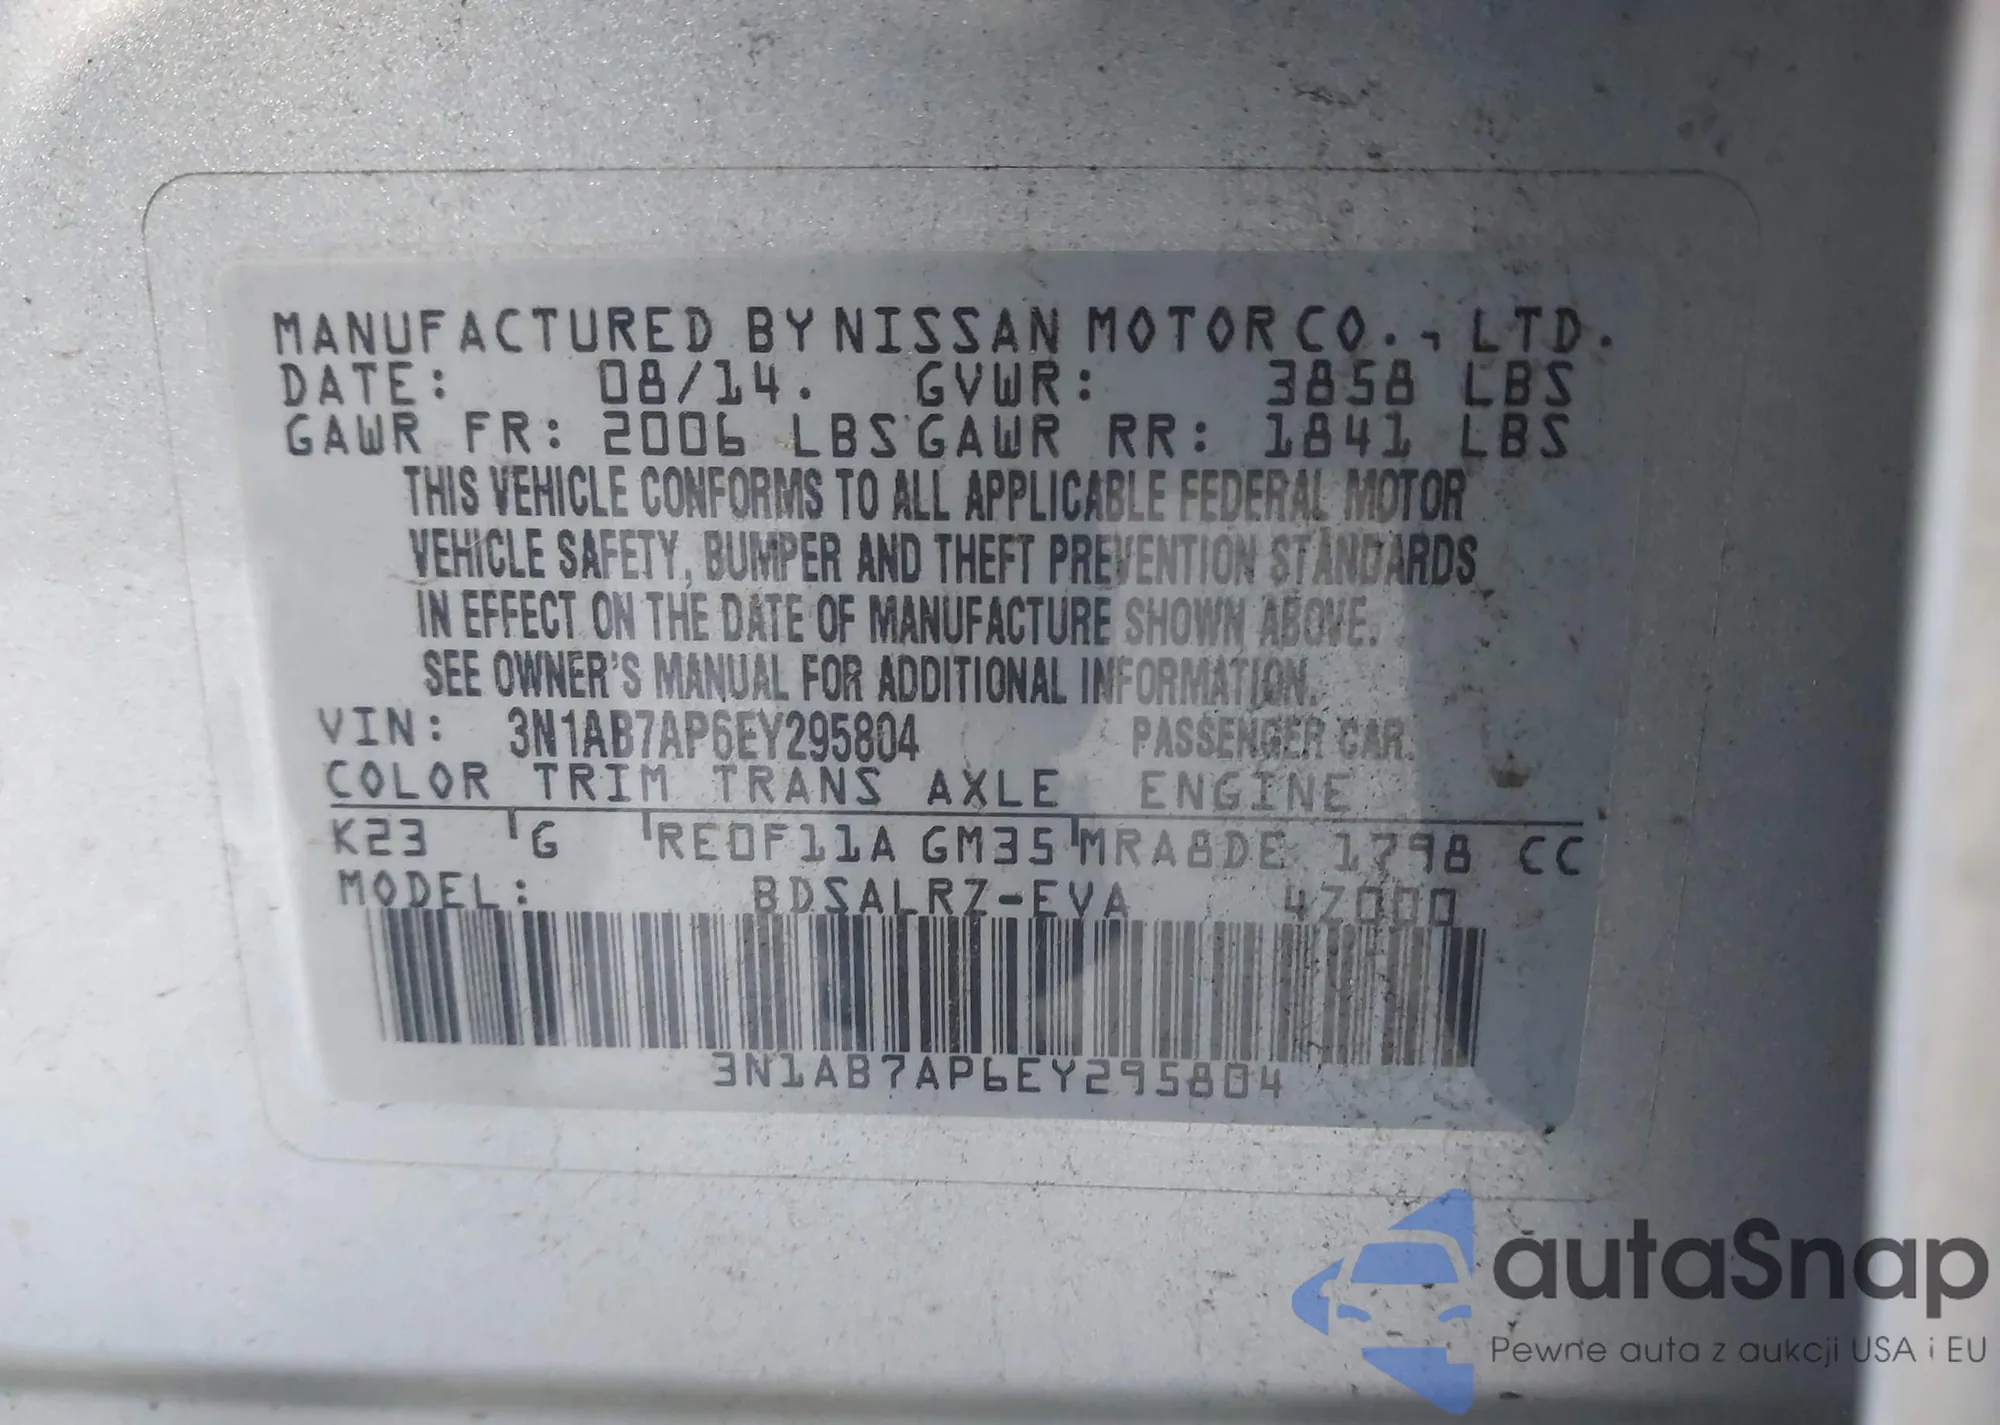 MANUFACTURED BY NISSAN MOTOR CO., LTD.
DATE: 08/14. GVWR: 3858 LBS
GAWR FR: 2006 LBS GAWR RR: 1841 LBS
THIS VEHICLE CONFORMS TO ALL APPLICABLE FEDERAL MOTOR
VEHICLE SAFETY, BUMPER AND THEFT PREVENTION STANDARDS
IN EFFECT ON THE DATE OF MANUFACTURE SHOWN ABOVE.
SEE OWNER'S MANUAL FOR ADDITIONAL INFORMATION.
VIN: 3N1AB7AP6EY295804 PASSENGER CAR.
COLOR TRIM TRANS AXLE ENGINE
K23 G RE0F11A GM35 MRA8DE 1798 CC
MODEL: BDSALRZ-EVA 4Z000
3N1AB7AP6EY295804
autaSnap
Pewne auta z aukcji USA i EU